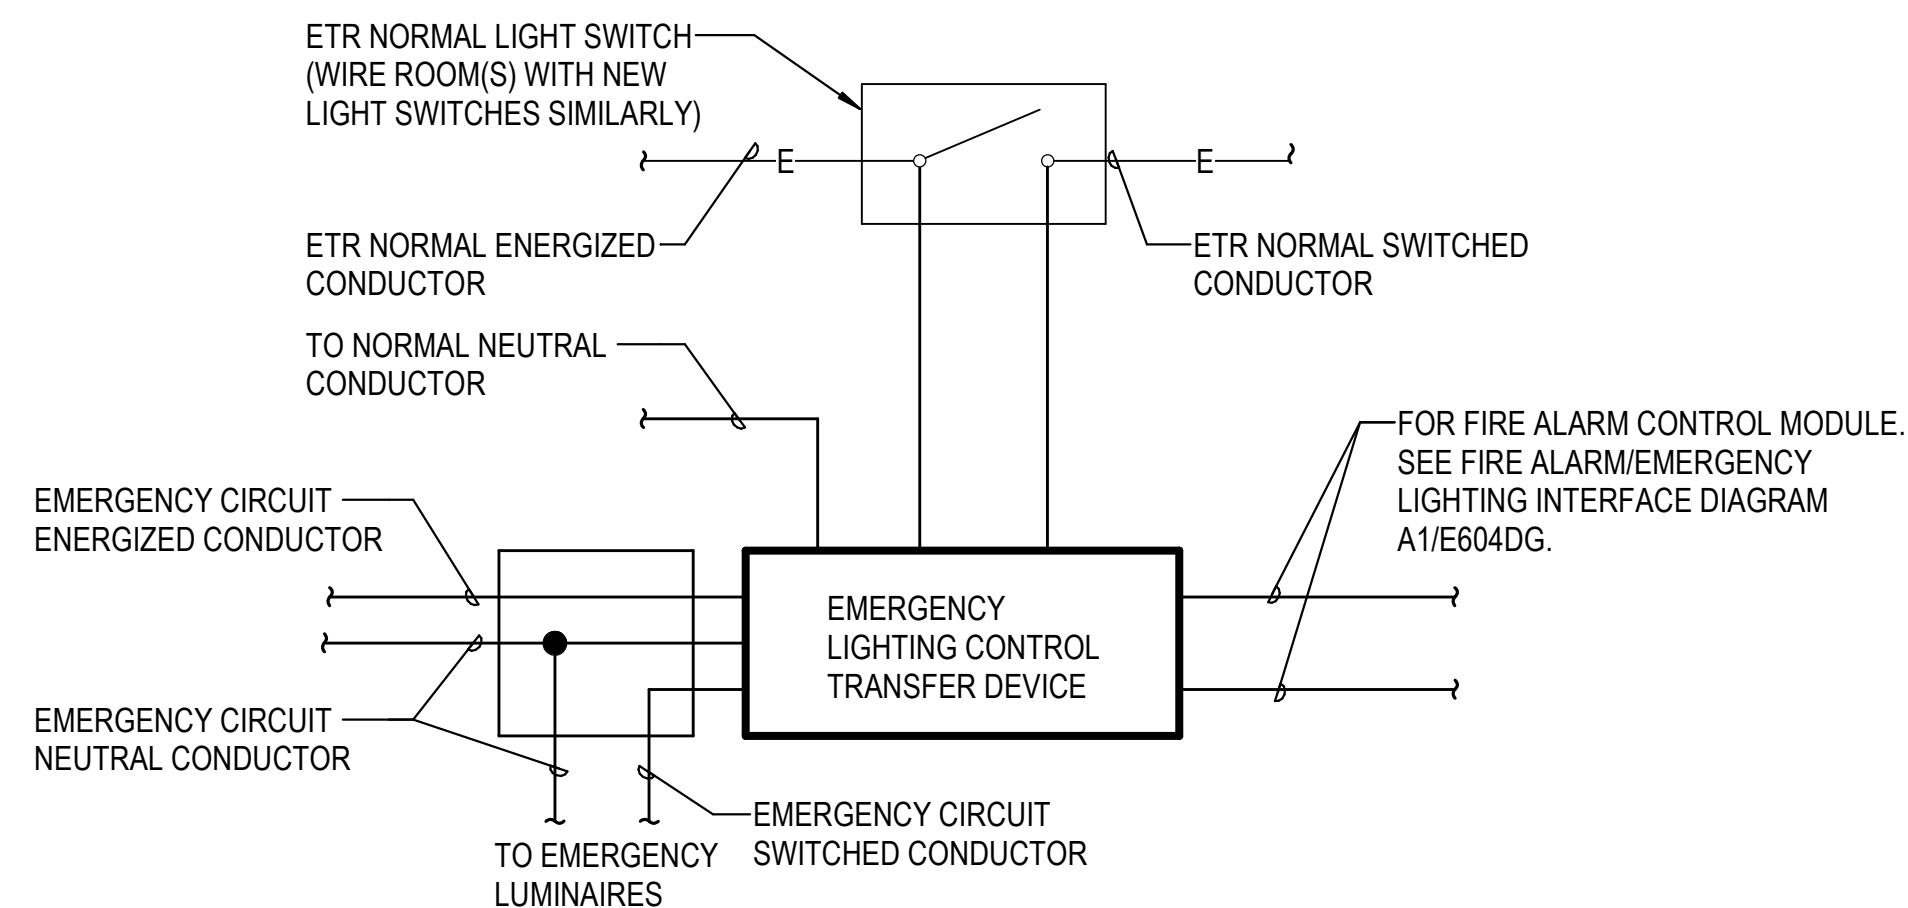 ETR NORMAL LIGHT SWITCH
(WIRE ROOM(S) WITH NEW
LIGHT SWITCHES SIMILARLY)
E
E
ETR NORMAL ENERGIZED
CONDUCTOR
ETR NORMAL SWITCHED
CONDUCTOR
TO NORMAL NEUTRAL
CONDUCTOR
FOR FIRE ALARM CONTROL MODULE.
SEE FIRE ALARM/EMERGENCY
LIGHTING INTERFACE DIAGRAM
A1/E604DG.
EMERGENCY CIRCUIT
ENERGIZED CONDUCTOR
EMERGENCY
LIGHTING CONTROL
TRANSFER DEVICE
EMERGENCY CIRCUIT
NEUTRAL CONDUCTOR
EMERGENCY CIRCUIT
SWITCHED CONDUCTOR
TO EMERGENCY
LUMINAIRES